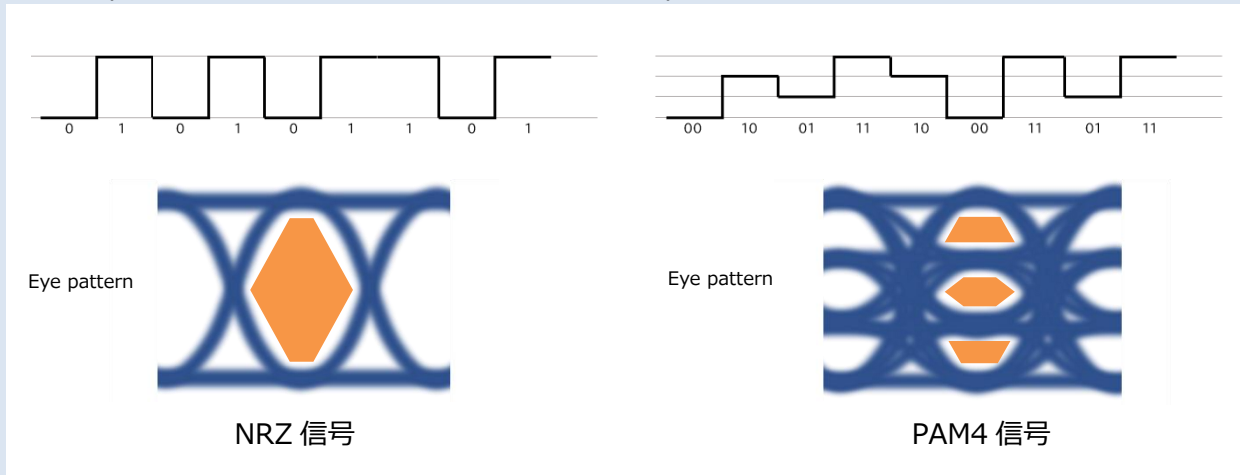 0 1 0 1 0 1 1 0 1
00 10 01 11 10 00 11 01 11
Eye pattern
Eye pattern
NRZ 信号
PAM4 信号